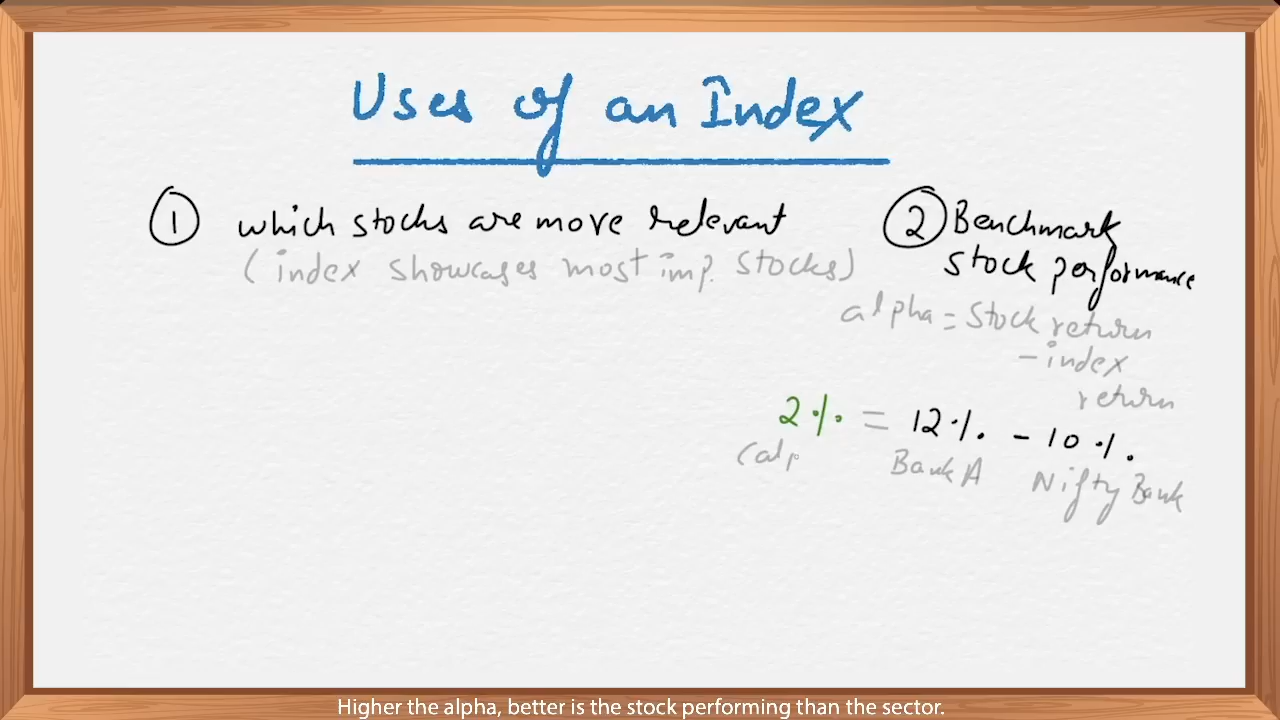 Uses of an Index
① which stocks are more relevant
(index showcases most imp. stocks)
② Benchmark
stock performance
alpha = Stock return
- index
return
2% = 12% - 10%
(alp
Bank A
Nifty Bank
Higher the alpha, better is the stock performing than the sector.